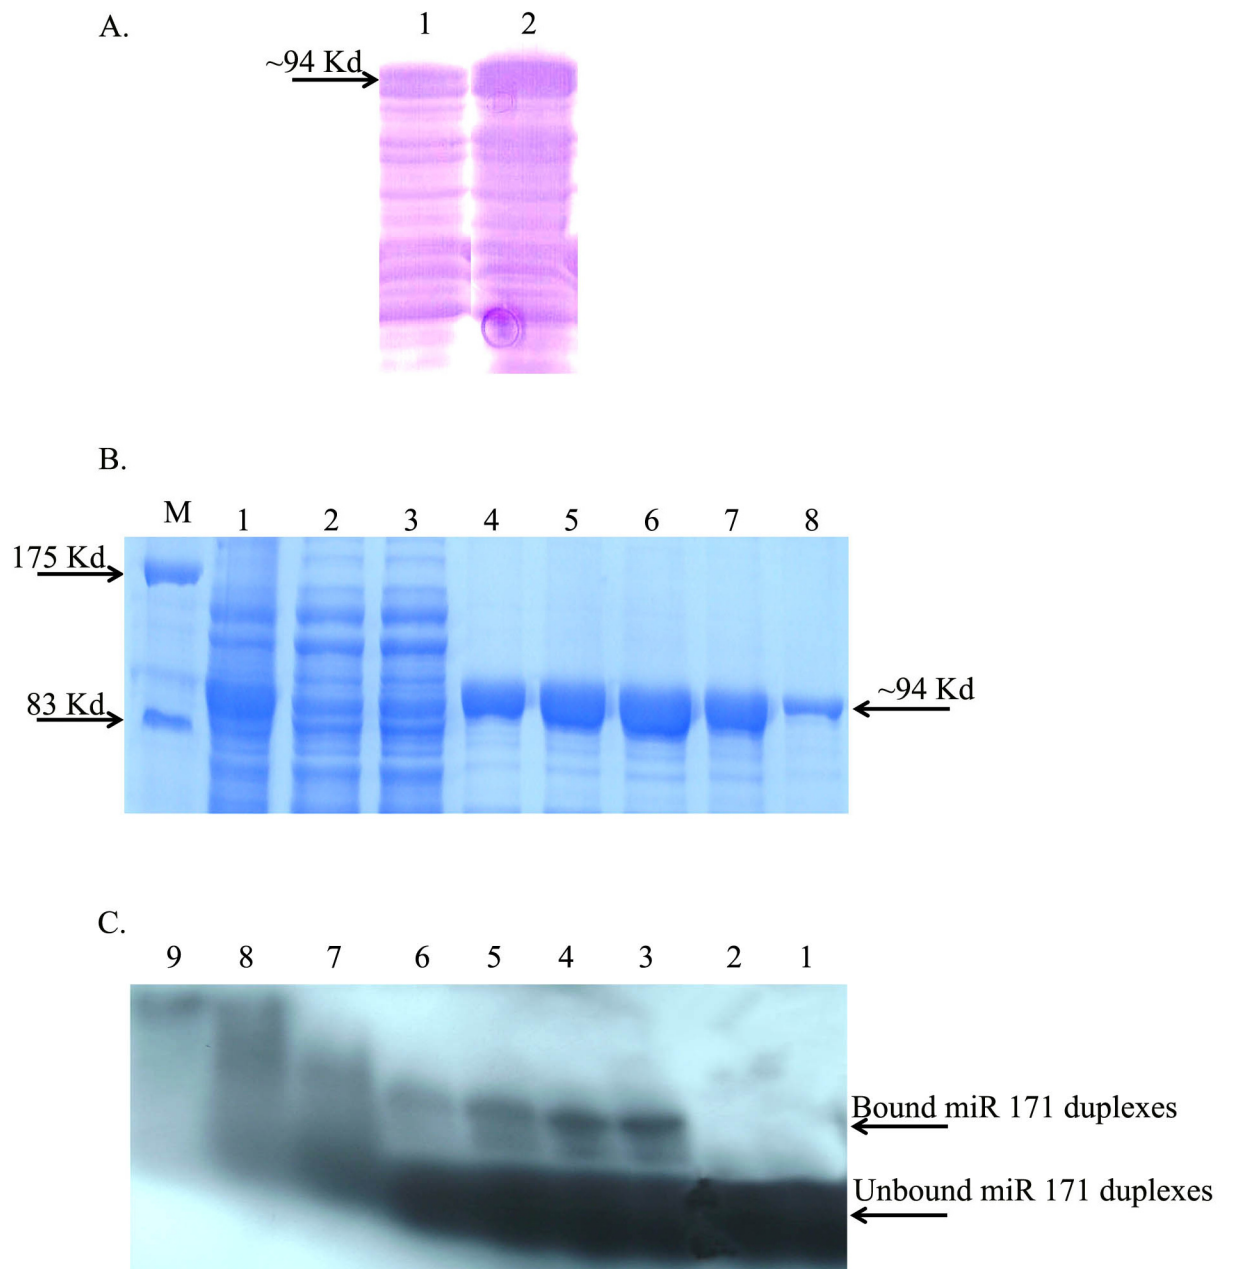 A.
1 2
~94 Kd
B.
M 1 2 3 4 5 6 7 8
175 Kd
~94 Kd
83 Kd
C.
9 8 7 6 5 4 3 2 1
Bound miR 171 duplexes
Unbound miR 171 duplexes